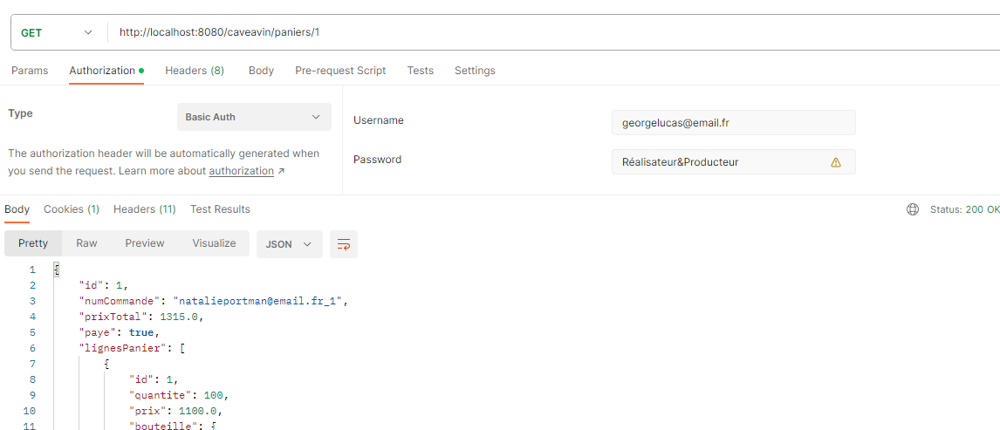 GET http://localhost:8080/caveavin/paniers/1
Params Authorization Headers (8) Body Pre-request Script Tests Settings
Type Basic Auth
The authorization header will be automatically generated when
you send the request. Learn more about authorization ↗
Username georgelucas@email.fr
Password Réalisateur&Producteur
Body Cookies (1) Headers (11) Test Results Status: 200 OK
Pretty Raw Preview Visualize JSON
1 {
2 "id": 1,
3 "numCommande": "natalieportman@email.fr_1",
4 "prixTotal": 1315.0,
5 "paye": true,
6 "lignesPanier": [
7 {
8 "id": 1,
9 "quantite": 100,
10 "prix": 1100.0,
11 "bouteille": {